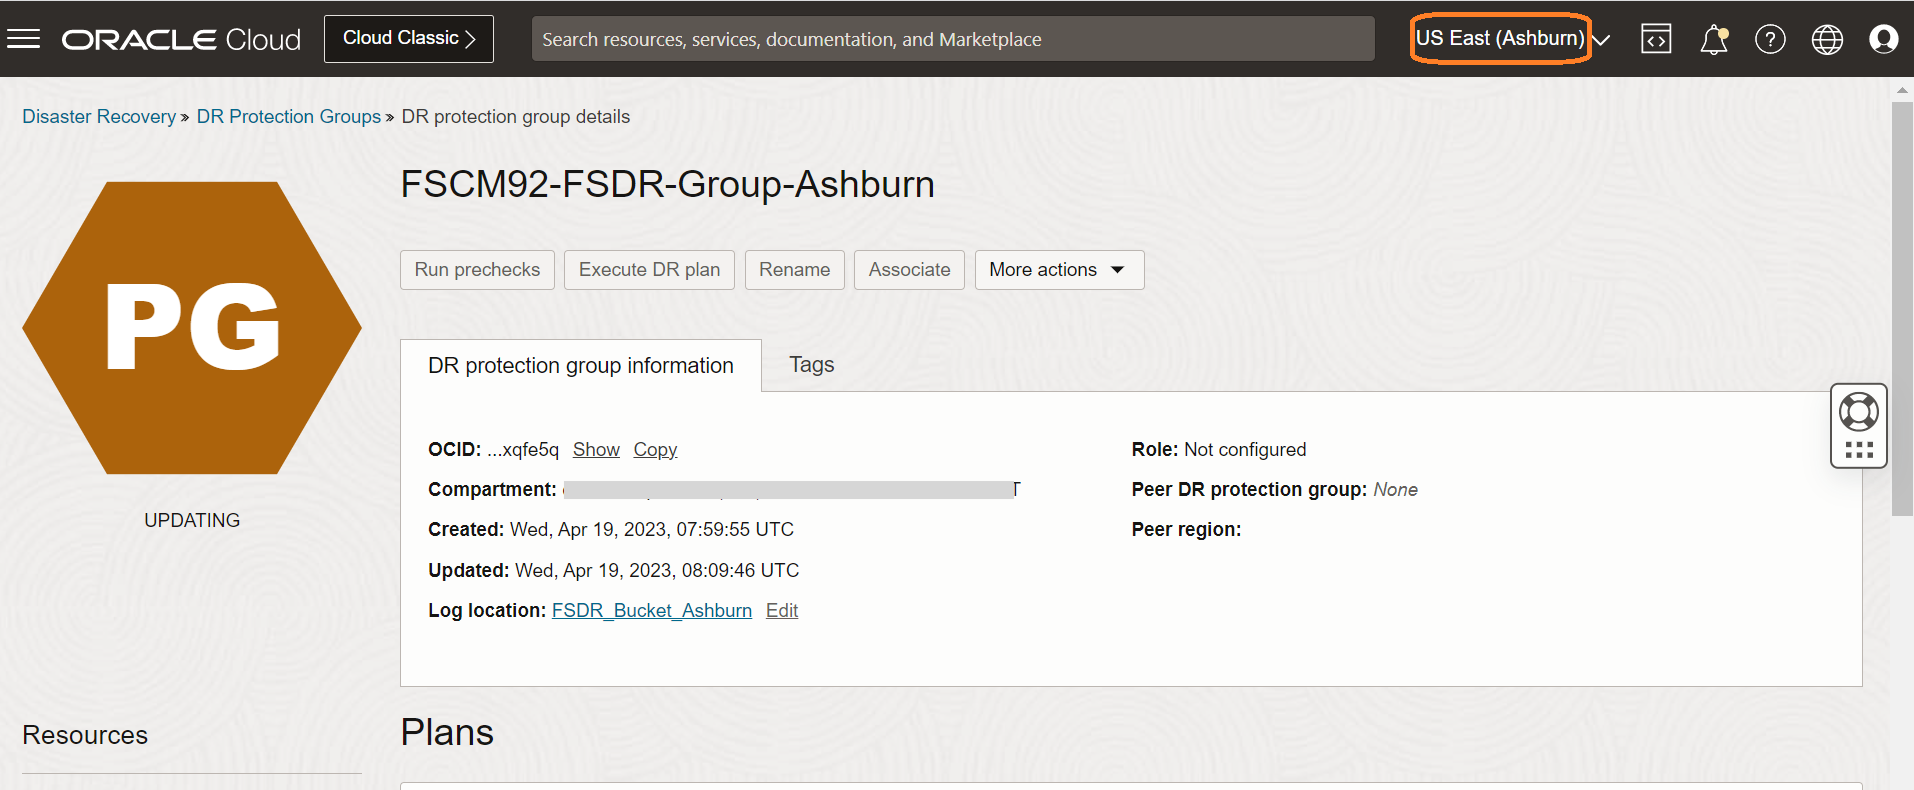 ORACLE Cloud
Cloud Classic
Search resources, services, documentation, and Marketplace
US East (Ashburn)
Disaster Recovery » DR Protection Groups » DR protection group details
PG
UPDATING
FSCM92-FSDR-Group-Ashburn
Run prechecks
Execute DR plan
Rename
Associate
More actions
DR protection group information
Tags
OCID: ...xqfe5q Show Copy
Compartment:
Created: Wed, Apr 19, 2023, 07:59:55 UTC
Updated: Wed, Apr 19, 2023, 08:09:46 UTC
Log location: FSDR_Bucket_Ashburn Edit
Role: Not configured
Peer DR protection group: None
Peer region:
Resources
Plans